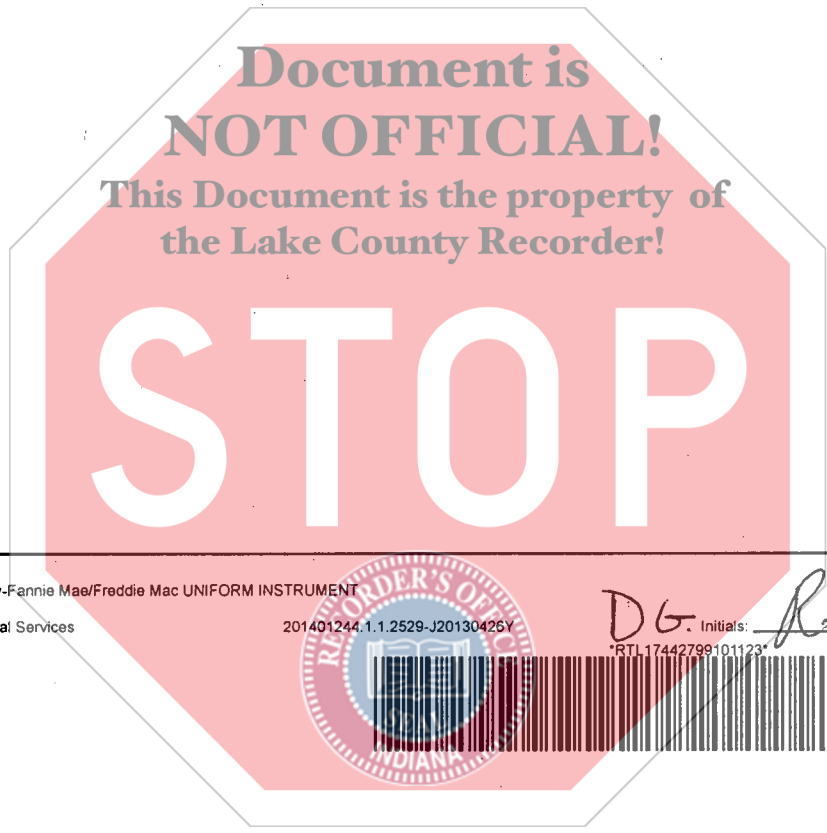 Document is
NOT OFFICIAL!
This Document is the property of
the Lake County Recorder!
STOP
-Fannie Mae/Freddie Mac UNIFORM INSTRUMENT
al Services 201401244.1.1.2529-J20130426Y DG. Initials: R
*RTL17442799101123*
RECORDER'S OFFICE
SEAL
INDIANA